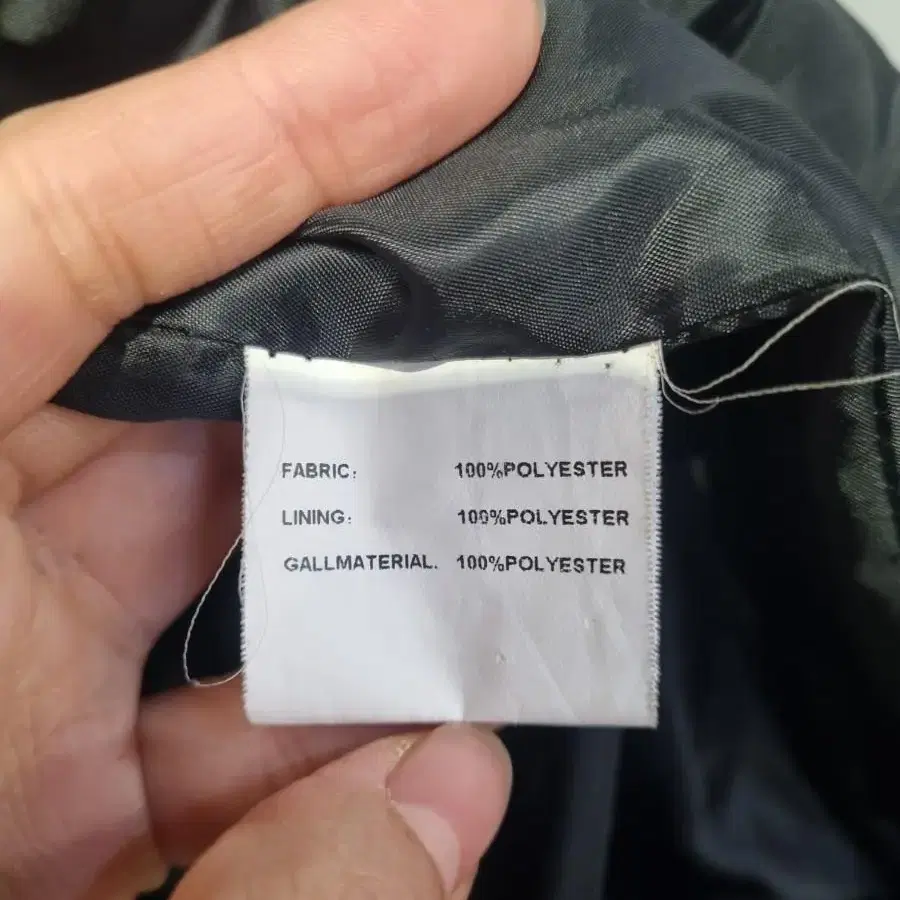 FABRIC: 100%POLYESTER
LINING: 100%POLYESTER
GALLMATERIAL. 100%POLYESTER